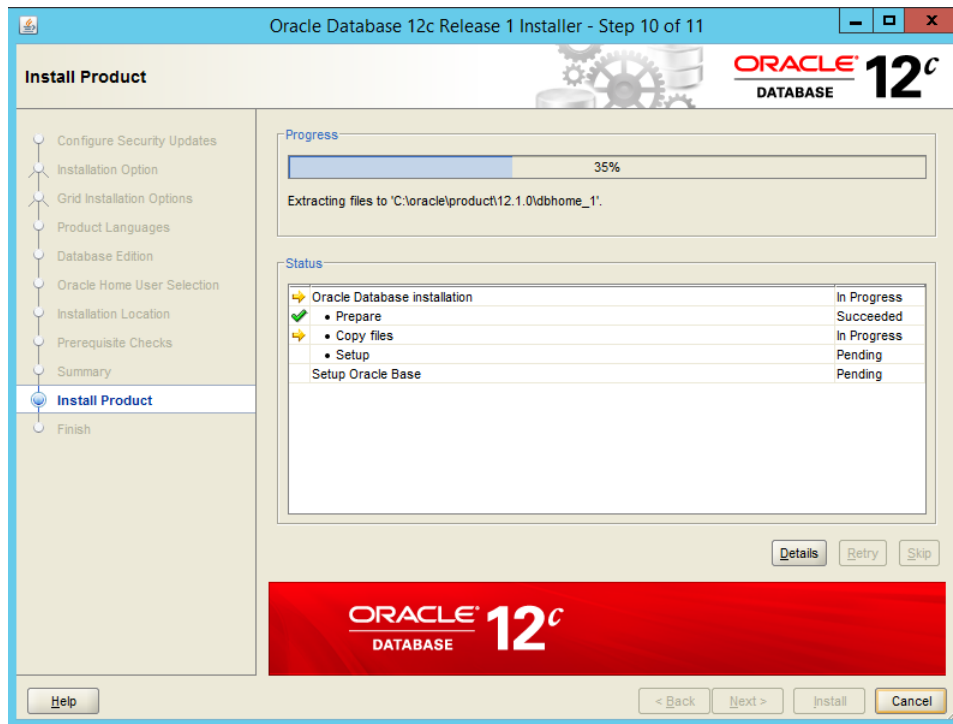 Oracle Database 12c Release 1 Installer - Step 10 of 11
Install Product
ORACLE 12c
DATABASE
Configure Security Updates
Installation Option
Grid Installation Options
Product Languages
Database Edition
Oracle Home User Selection
Installation Location
Prerequisite Checks
Summary
Install Product
Finish
Progress
35%
Extracting files to 'C:\oracle\product\12.1.0\dbhome_1'.
Status
Oracle Database installation In Progress
• Prepare Succeeded
• Copy files In Progress
• Setup Pending
Setup Oracle Base Pending
Details Retry Skip
ORACLE 12c
DATABASE
Help < Back Next > Install Cancel